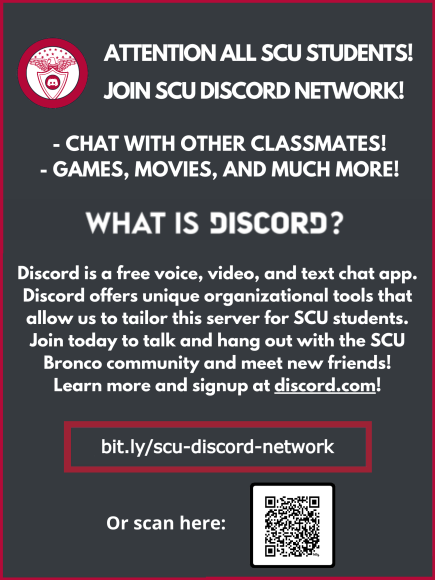 ATTENTION ALL SCU STUDENTS!
JOIN SCU DISCORD NETWORK!
- CHAT WITH OTHER CLASSMATES!
- GAMES, MOVIES, AND MUCH MORE!
WHAT IS DISCORD?
Discord is a free voice, video, and text chat app.
Discord offers unique organizational tools that
allow us to tailor this server for SCU students.
Join today to talk and hang out with the SCU
Bronco community and meet new friends!
Learn more and signup at discord.com!
bit.ly/scu-discord-network
Or scan here: